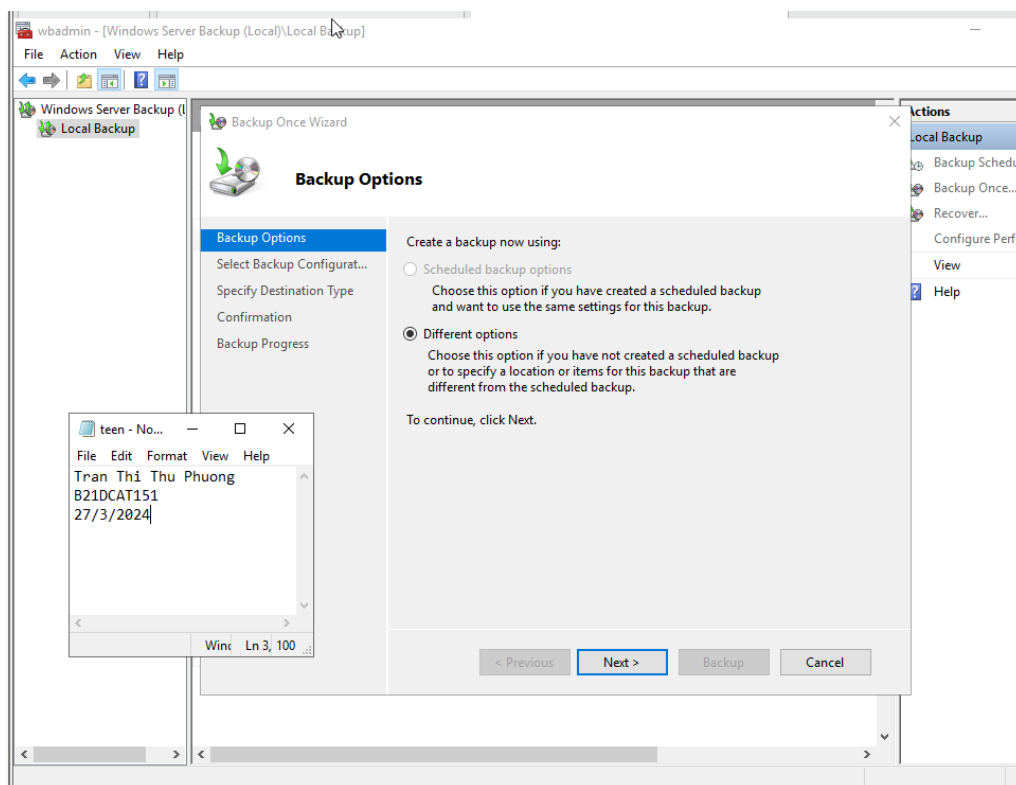 wbadmin - [Windows Server Backup (Local)\Local Backup]
File Action View Help
Windows Server Backup (L
Local Backup
Backup Once Wizard
Backup Options
Backup Options
Select Backup Configurat...
Specify Destination Type
Confirmation
Backup Progress
Create a backup now using:
Scheduled backup options
Choose this option if you have created a scheduled backup
and want to use the same settings for this backup.
Different options
Choose this option if you have not created a scheduled backup
or to specify a location or items for this backup that are
different from the scheduled backup.
To continue, click Next.
< Previous
Next >
Backup
Cancel
teen - No...
File Edit Format View Help
Tran Thi Thu Phuong
B21DCAT151
27/3/2024
Winc Ln 3, 100
Actions
Local Backup
Backup Schedu
Backup Once...
Recover...
Configure Perf
View
Help